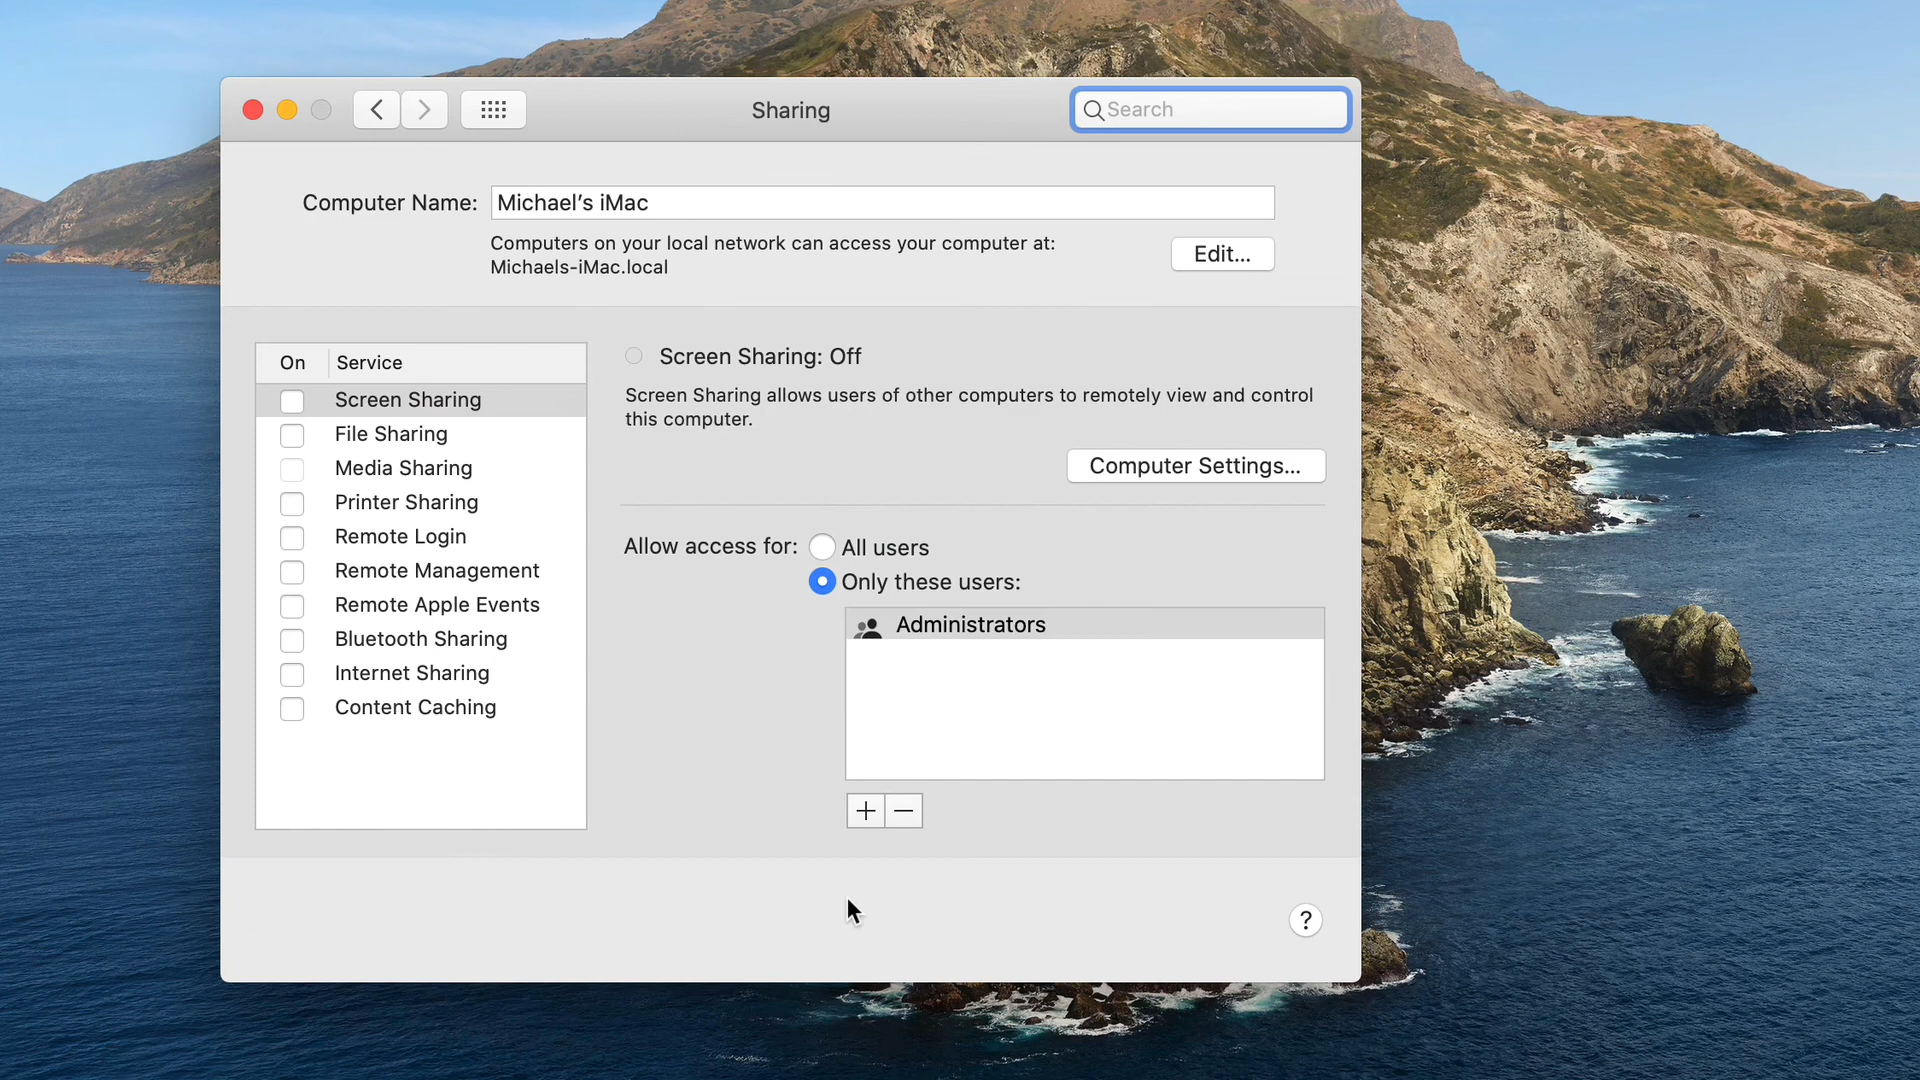 Sharing
Search
Computer Name: Michael’s iMac
Computers on your local network can access your computer at:
Michaels-iMac.local
Edit...
On Service
Screen Sharing
File Sharing
Media Sharing
Printer Sharing
Remote Login
Remote Management
Remote Apple Events
Bluetooth Sharing
Internet Sharing
Content Caching
Screen Sharing: Off
Screen Sharing allows users of other computers to remotely view and control
this computer.
Computer Settings...
Allow access for: All users
Only these users:
Administrators
+ −
?